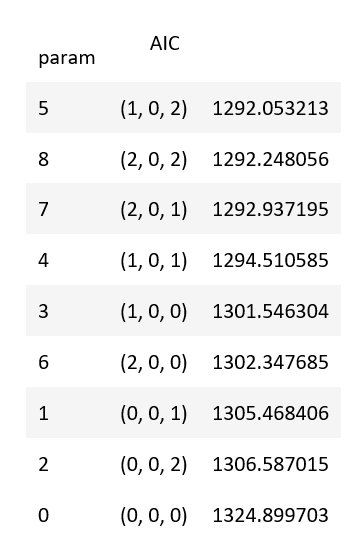 AIC
param
5 (1, 0, 2) 1292.053213
8 (2, 0, 2) 1292.248056
7 (2, 0, 1) 1292.937195
4 (1, 0, 1) 1294.510585
3 (1, 0, 0) 1301.546304
6 (2, 0, 0) 1302.347685
1 (0, 0, 1) 1305.468406
2 (0, 0, 2) 1306.587015
0 (0, 0, 0) 1324.899703